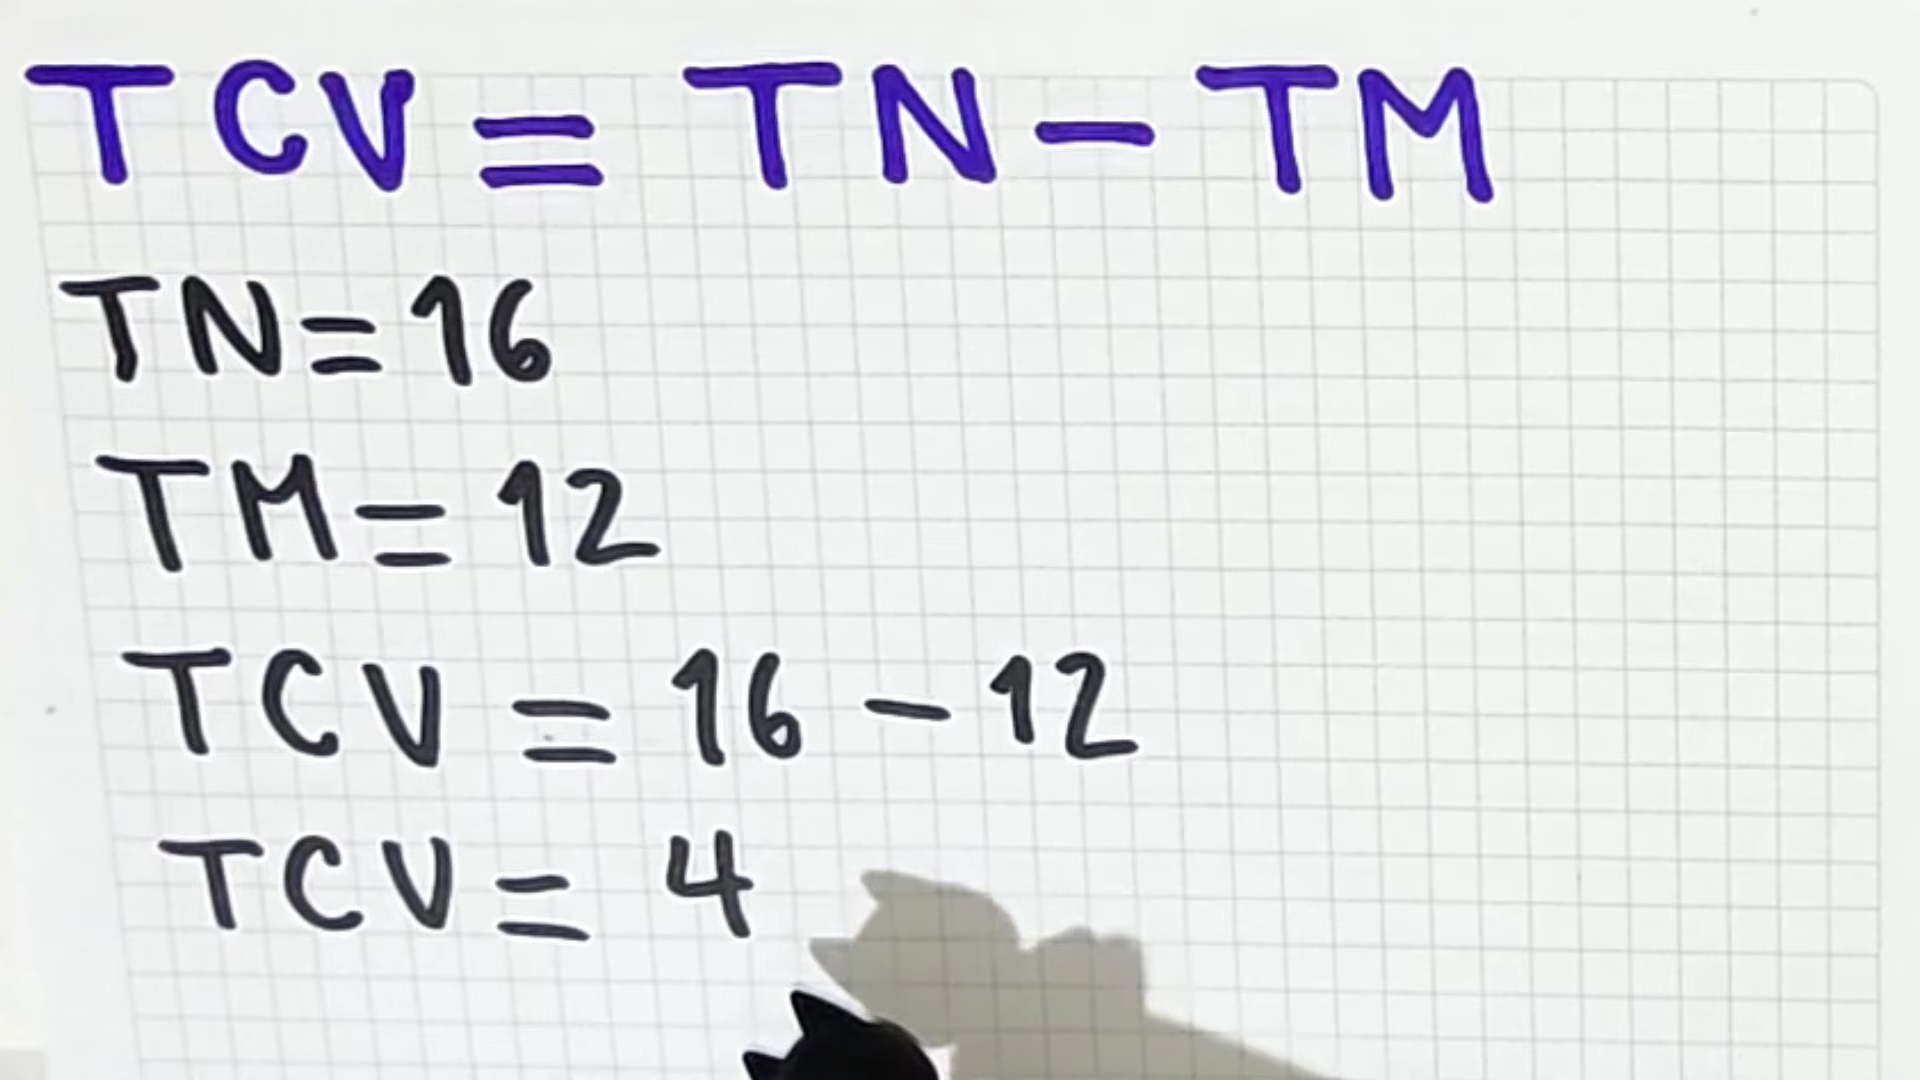 TCV = TN - TM
TN = 16
TM = 12
TCV = 16 - 12
TCV = 4